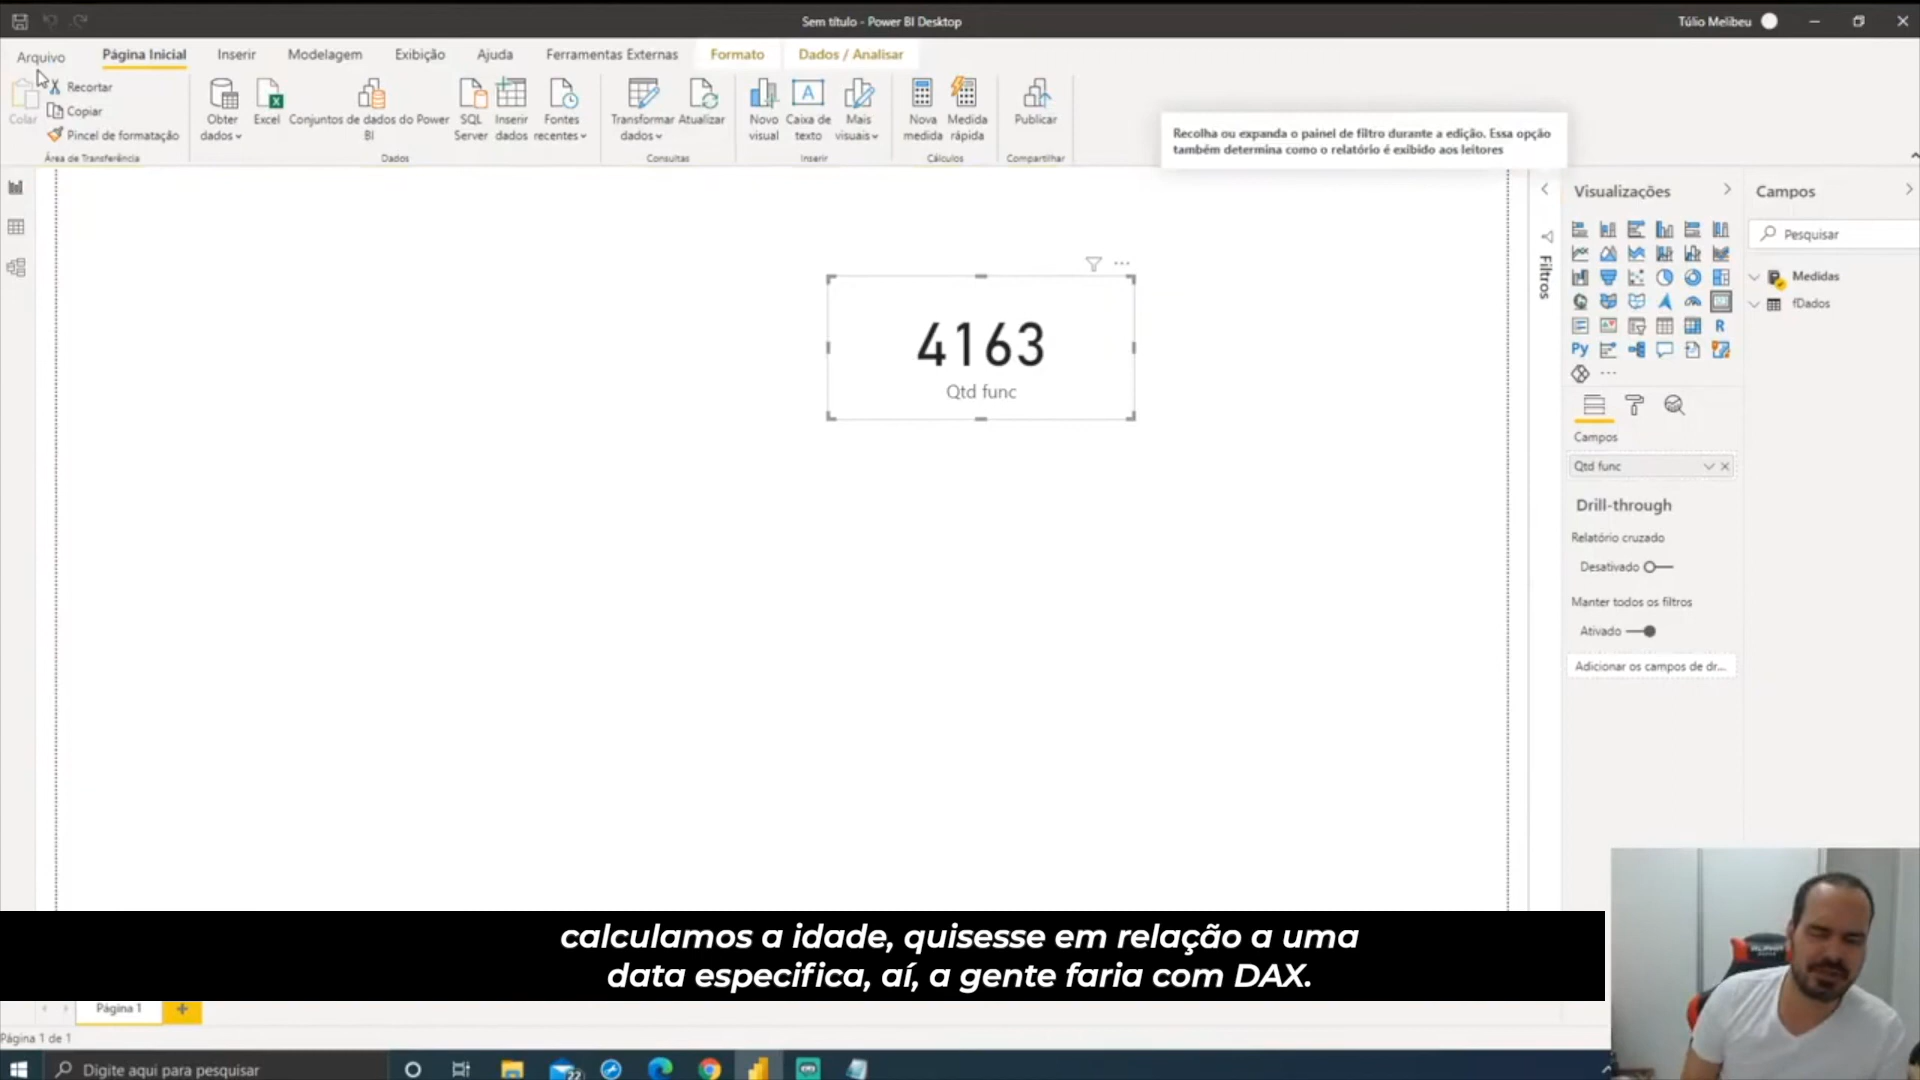 Sem título - Power BI Desktop
Túlio Melibeu
Arquivo
Página Inicial
Inserir
Modelagem
Exibição
Ajuda
Ferramentas Externas
Formato
Dados / Analisar
Colar
Recortar
Copiar
Pincel de formatação
Área de Transferência
Obter
dados
Excel
Conjuntos de dados do Power
BI
SQL
Server
Inserir
dados
Fontes
recentes
Dados
Transformar
dados
Atualizar
Consultas
Novo
visual
Caixa de
texto
Mais
visuais
Inserir
Nova
medida
Medida
rápida
Cálculos
Publicar
Compartilhar
Recolha ou expanda o painel de filtro durante a edição. Essa opção
também determina como o relatório é exibido aos leitores
4163
Qtd func
Filtros
Visualizações
R
Py
Campos
Qtd func
Drill-through
Relatório cruzado
Desativado
Manter todos os filtros
Ativado
Adicionar os campos de dr...
Campos
Pesquisar
Medidas
fDados
calculamos a idade, quisesse em relação a uma
data especifica, aí, a gente faria com DAX.
Página 1
Página 1 de 1
Digite aqui para pesquisar
22